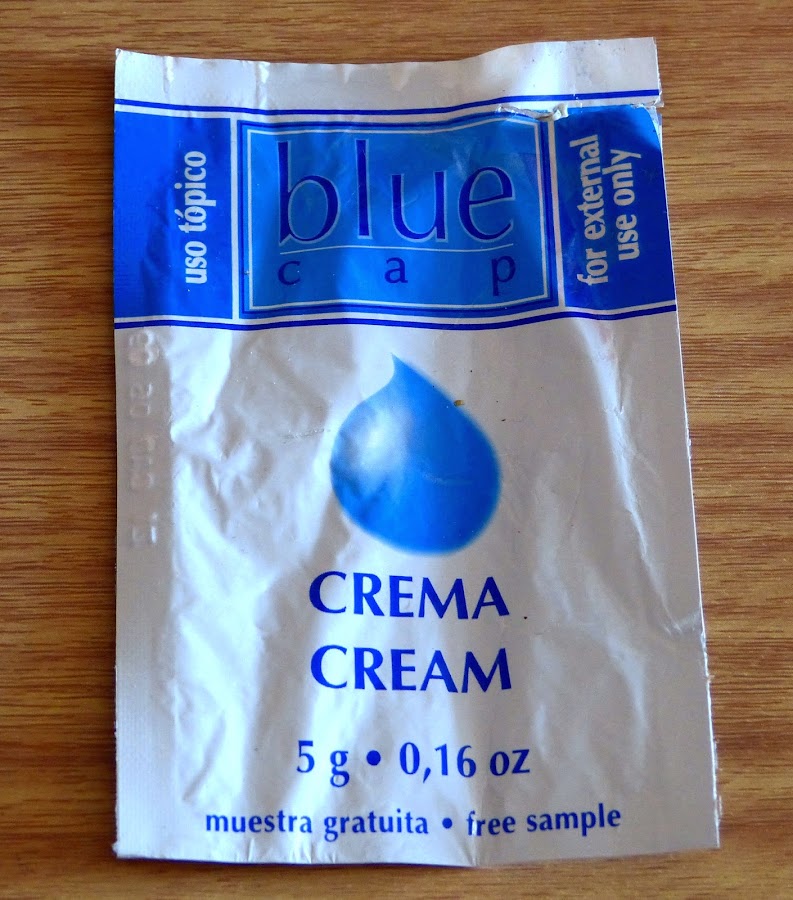 uso tópico
blue
cap
for external
use only
CREMA
CREAM
5 g • 0,16 oz
muestra gratuita • free sample